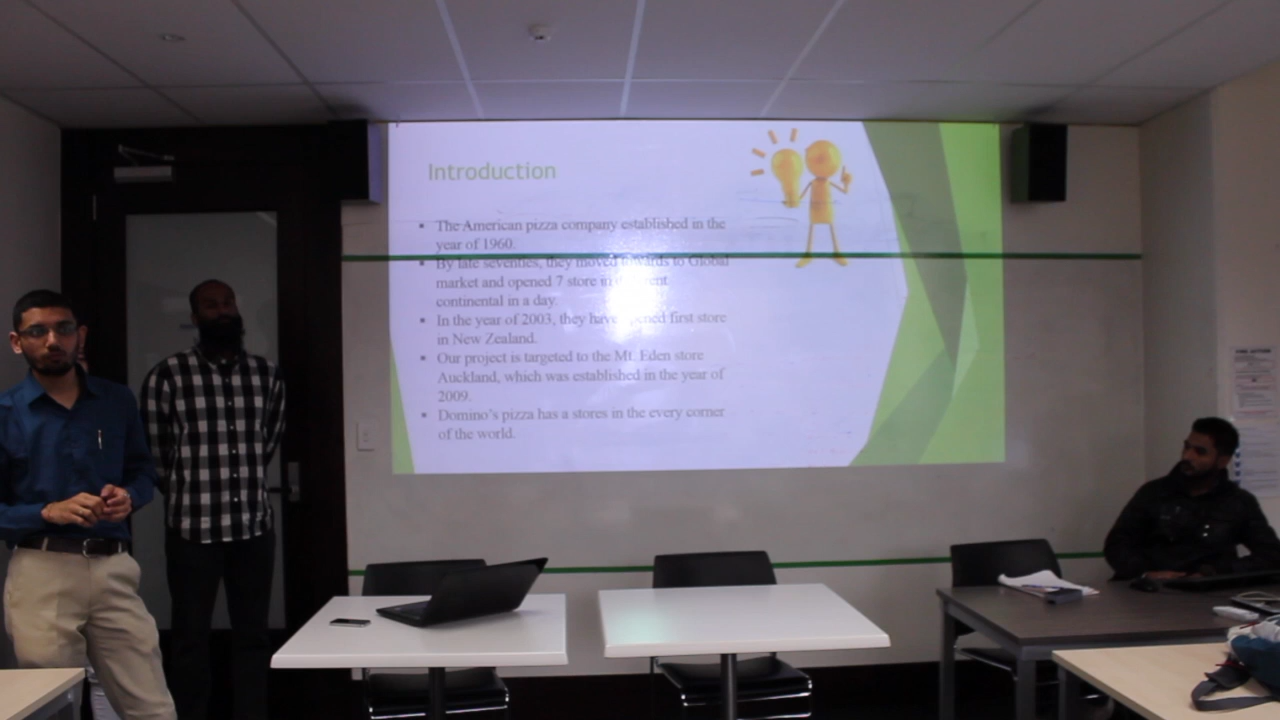 Introduction
▪ The American pizza company established in the
year of 1960.
▪ By late seventies, they moved towards to Global
market and opened 7 store in different
continental in a day.
▪ In the year of 2003, they have opened first store
in New Zealand.
▪ Our project is targeted to the Mt. Eden store
Auckland, which was established in the year of
2009.
▪ Domino's pizza has a stores in the every corner
of the world.
FIRE ACTION